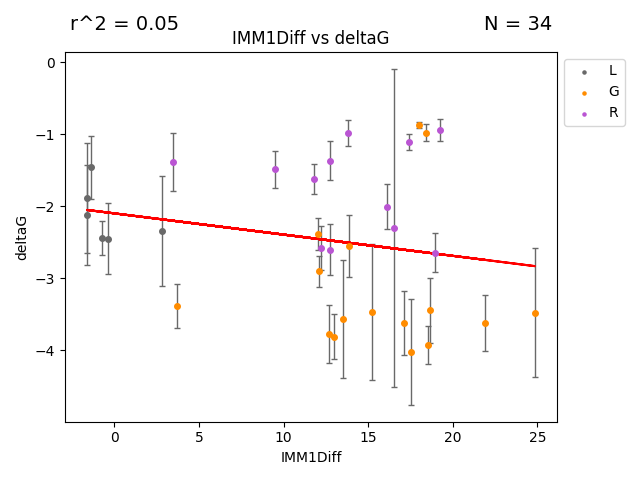 r^2 = 0.05
N = 34
IMM1Diff vs deltaG
L
G
R
0
−1
−2
−3
−4
deltaG
0 5 10 15 20 25
IMM1Diff